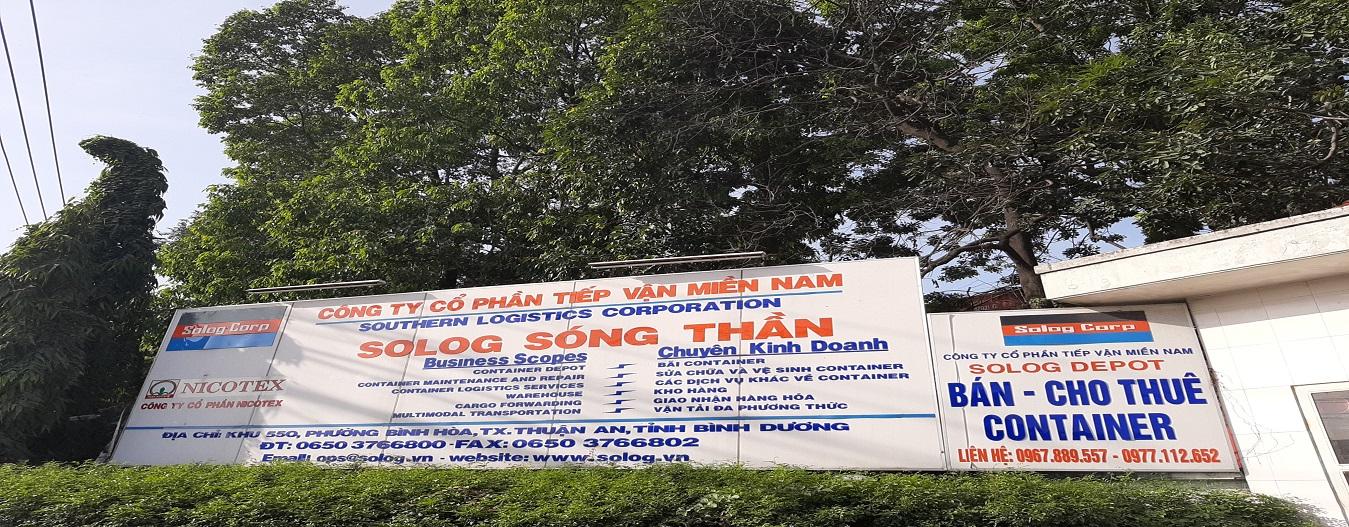 Solog Corp
NICOTEX
CÔNG TY CỔ PHẦN NICOTEX
CÔNG TY CỔ PHẦN TIẾP VẬN MIỀN NAM
SOUTHERN LOGISTICS CORPORATION
SOLOG SÓNG THẦN
Business Scopes
CONTAINER DEPOT
CONTAINER MAINTENANCE AND REPAIR
CONTAINER LOGISTICS SERVICES
WAREHOUSE
CARGO FORWARDING
MULTIMODAL TRANSPORTATION
Chuyên Kinh Doanh
BÃI CONTAINER
SỬA CHỮA VÀ VỆ SINH CONTAINER
CÁC DỊCH VỤ KHÁC VỀ CONTAINER
KHO HÀNG
GIAO NHẬN HÀNG HÓA
VẬN TẢI ĐA PHƯƠNG THỨC
ĐỊA CHỈ: KHU 550, PHƯỜNG BÌNH HÒA, TX. THUẬN AN, TỈNH BÌNH DƯƠNG
ĐT: 0650 3766800 - FAX: 0650 3766802
Email: ops@solog.vn - website: www.solog.vn
Solog Corp
CÔNG TY CỔ PHẦN TIẾP VẬN MIỀN NAM
SOLOG DEPOT
BÁN - CHO THUÊ
CONTAINER
LIÊN HỆ: 0967.889.557 - 0977.112.652